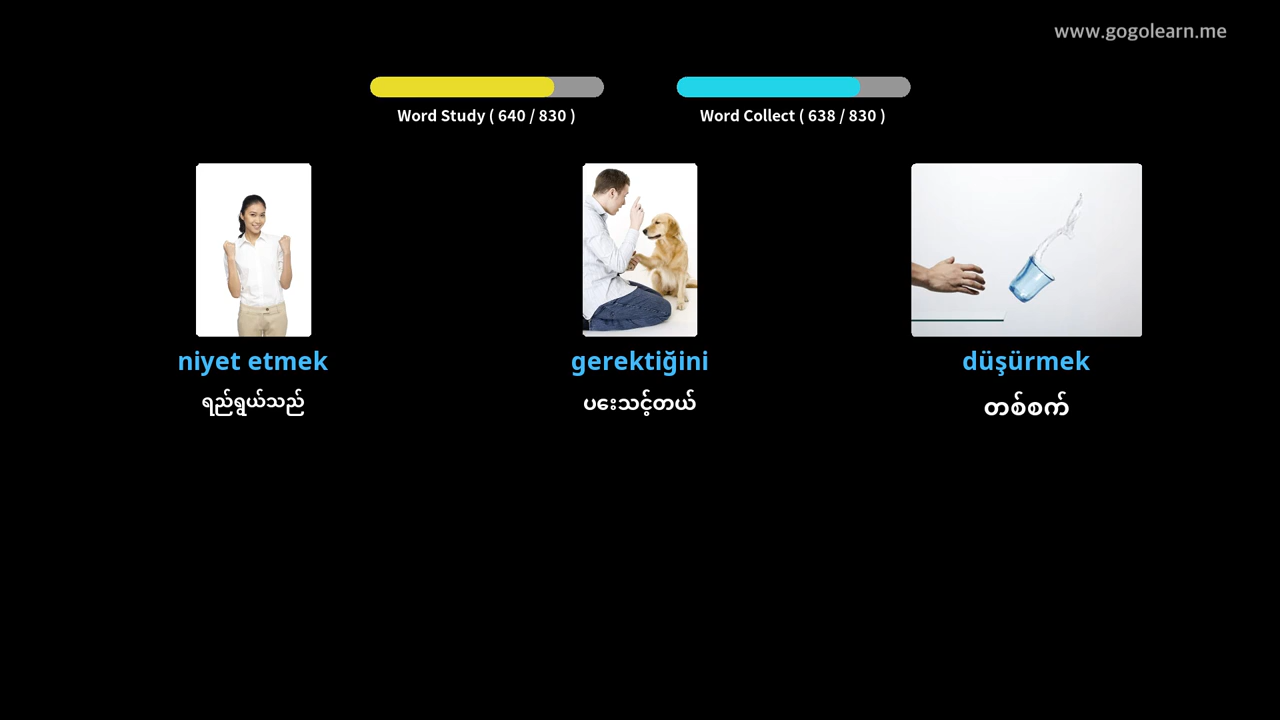 www.gogolearn.me
Word Study ( 640 / 830 )
Word Collect ( 638 / 830 )
niyet etmek
ရည်ရွယ်သည်
gerektiğini
ပေးသင့်တယ်
düşürmek
တစ်စက်